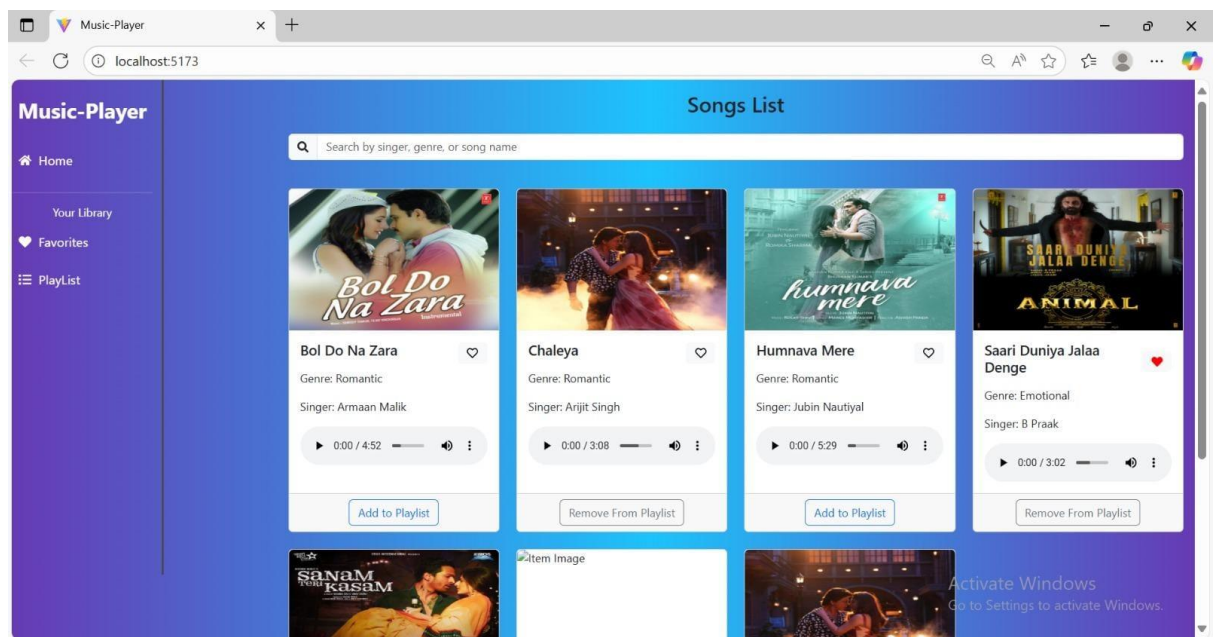 Music-Player
localhost:5173
Music-Player
Home
Your Library
Favorites
PlayList
Songs List
Search by singer, genre, or song name
Bol Do
Na Zara
Instrumental
humnava
mere
SAARI DUNIYA
JALAA DENGE
ANIMAL
Bol Do Na Zara
Genre: Romantic
Singer: Armaan Malik
0:00 / 4:52
Add to Playlist
Chaleya
Genre: Romantic
Singer: Arijit Singh
0:00 / 3:08
Remove From Playlist
Humnava Mere
Genre: Romantic
Singer: Jubin Nautiyal
0:00 / 5:29
Add to Playlist
Saari Duniya Jalaa
Denge
Genre: Emotional
Singer: B Praak
0:00 / 3:02
Remove From Playlist
SANAM
TERI KASAM
Item Image
Activate Windows
Go to Settings to activate Windows.